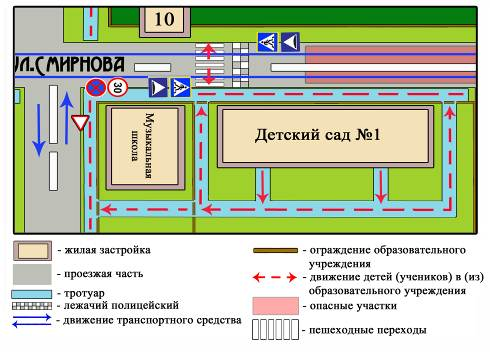 10
ул.СМИРНОВА
30
Музыкальная
школа
Детский сад №1
- жилая застройка
- проезжая часть
- тротуар
- лежачий полицейский
- движение транспортного средства
- ограждение образовательного
учреждения
- движение детей (учеников) в (из)
образовательного учреждения
- опасные участки
- пешеходные переходы